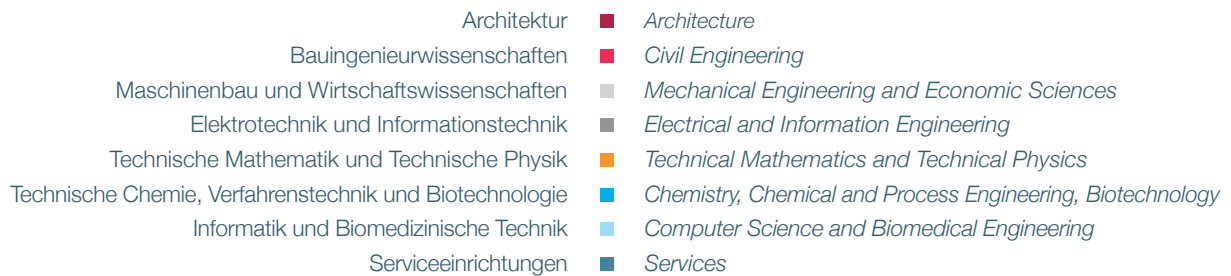 Architektur Architecture
Bauingenieurwissenschaften Civil Engineering
Maschinenbau und Wirtschaftswissenschaften Mechanical Engineering and Economic Sciences
Elektrotechnik und Informationstechnik Electrical and Information Engineering
Technische Mathematik und Technische Physik Technical Mathematics and Technical Physics
Technische Chemie, Verfahrenstechnik und Biotechnologie Chemistry, Chemical and Process Engineering, Biotechnology
Informatik und Biomedizinische Technik Computer Science and Biomedical Engineering
Serviceeinrichtungen Services